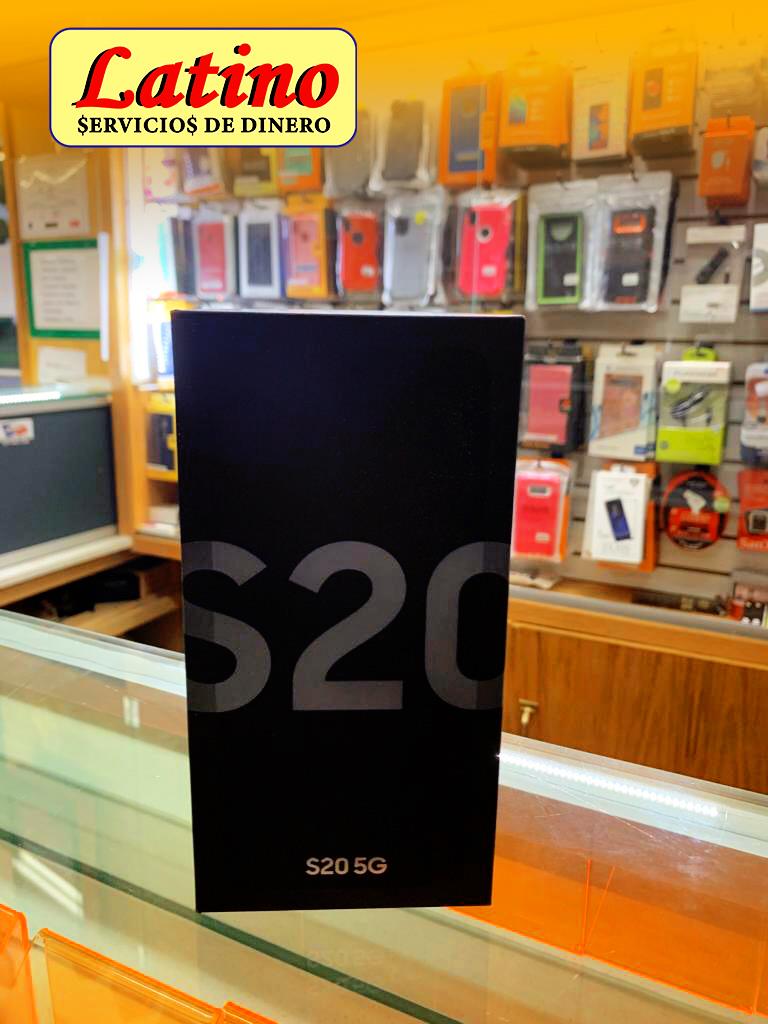 Latino
$ERVICIO$ DE DINERO
S20
S20 5G